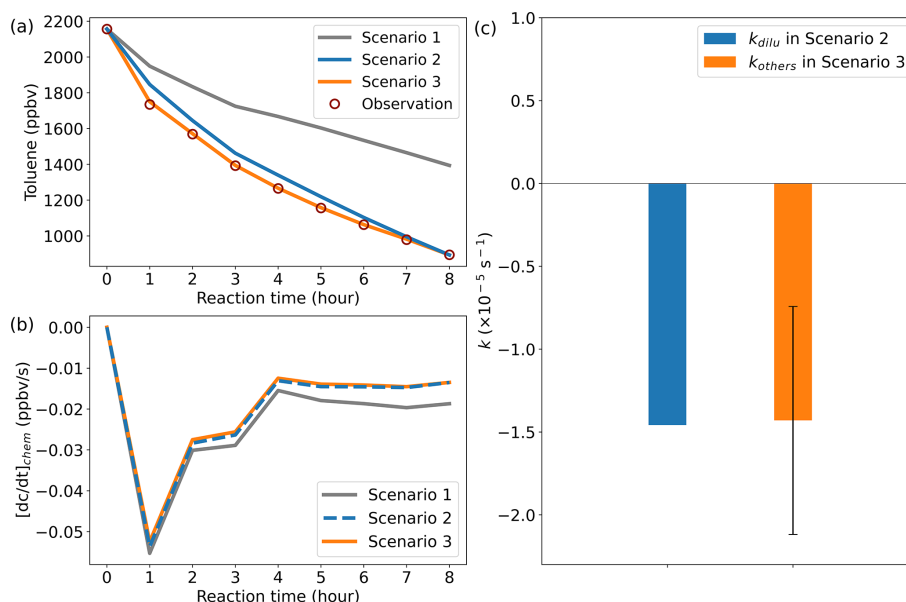 (a)
2200
2000
1800
1600
1400
1200
1000
Toluene (ppbv)
Scenario 1
Scenario 2
Scenario 3
Observation
0 1 2 3 4 5 6 7 8
Reaction time (hour)
(b)
0.00
−0.01
−0.02
−0.03
−0.04
−0.05
[dc/dt]chem (ppbv/s)
Scenario 1
Scenario 2
Scenario 3
0 1 2 3 4 5 6 7 8
Reaction time (hour)
(c)
1.0
0.5
0.0
−0.5
−1.0
−1.5
−2.0
k (×10⁻⁵ s⁻¹)
kdilu in Scenario 2
kothers in Scenario 3